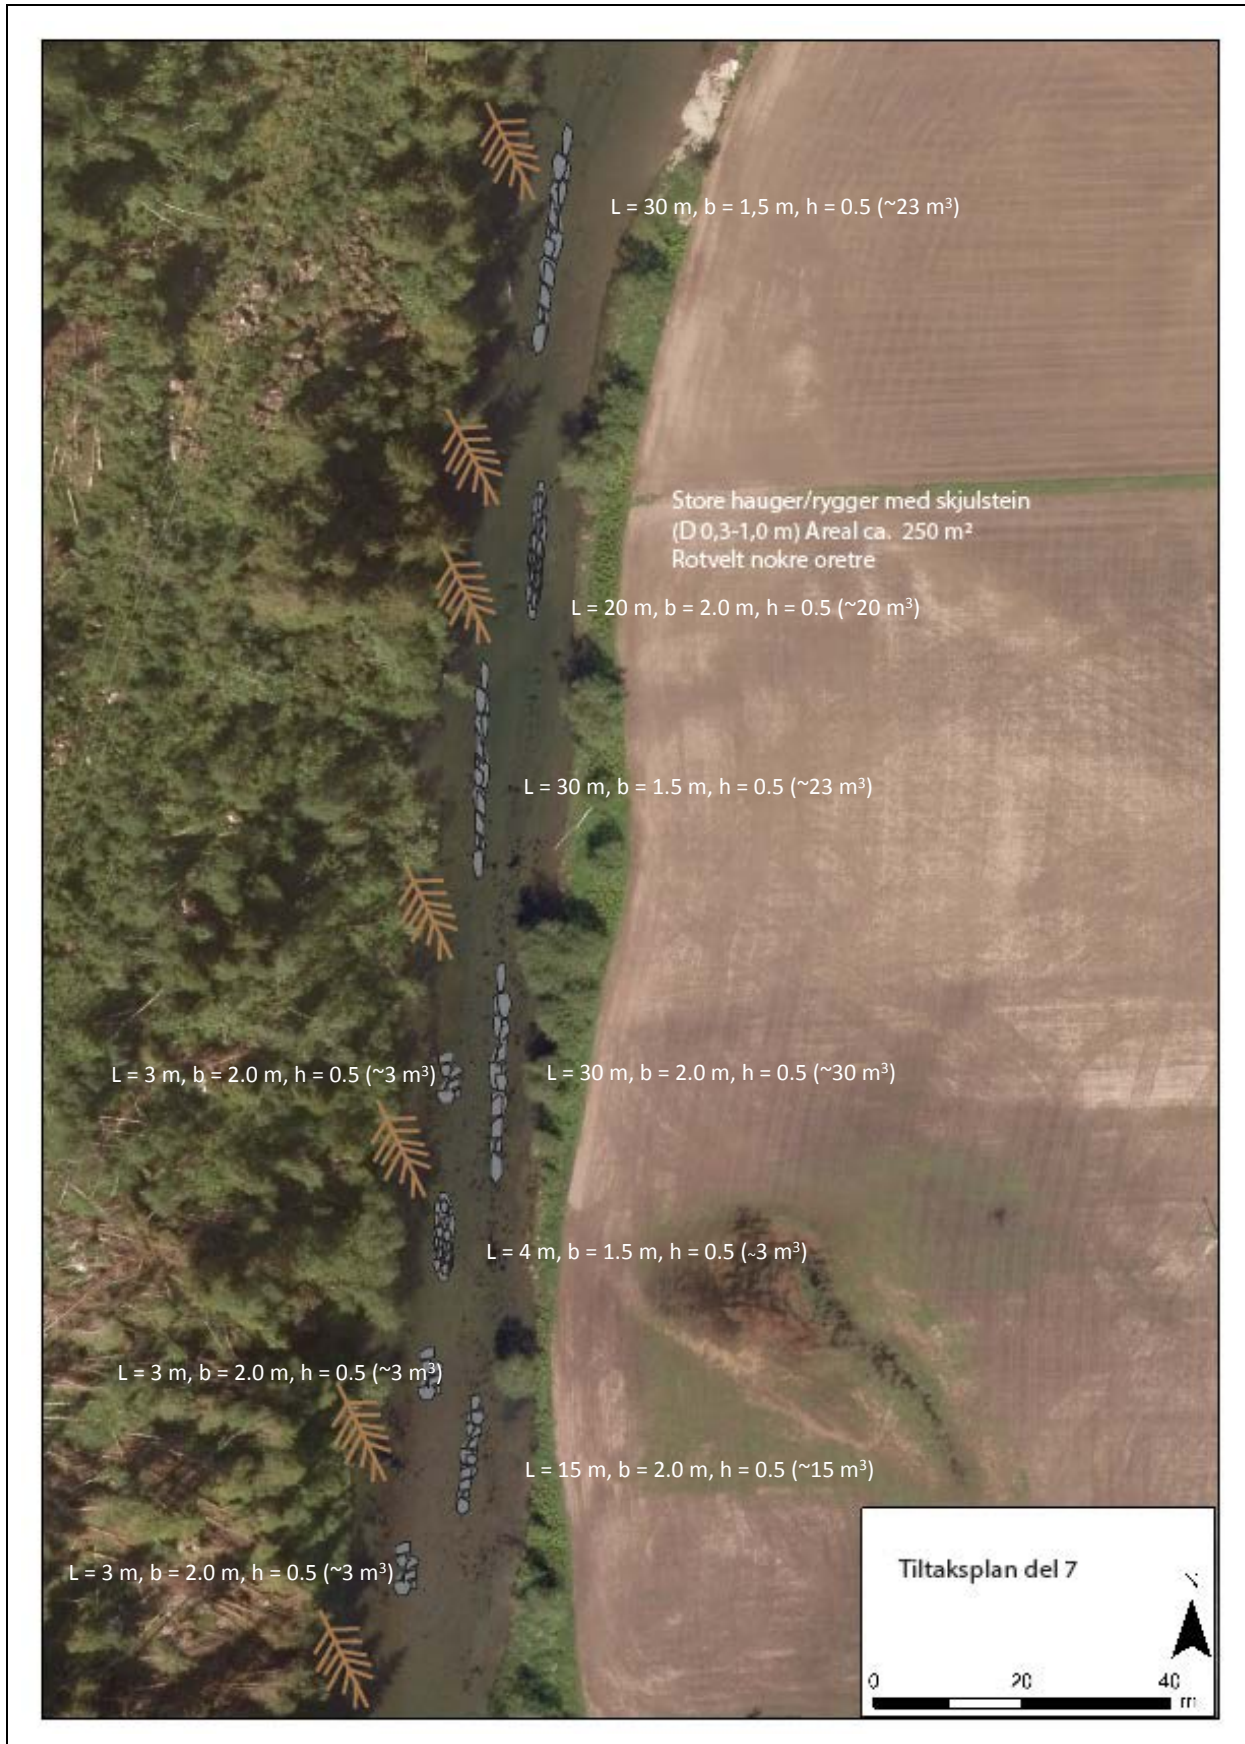 L = 30 m, b = 1,5 m, h = 0.5 (~23 m³)
Store hauger/rygger med skjulstein
(D 0,3-1,0 m) Areal ca. 250 m²
Rotvelt nokre oretre
L = 20 m, b = 2.0 m, h = 0.5 (~20 m³)
L = 30 m, b = 1.5 m, h = 0.5 (~23 m³)
L = 3 m, b = 2.0 m, h = 0.5 (~3 m³)
L = 30 m, b = 2.0 m, h = 0.5 (~30 m³)
L = 4 m, b = 1.5 m, h = 0.5 (~3 m³)
L = 3 m, b = 2.0 m, h = 0.5 (~3 m³)
L = 15 m, b = 2.0 m, h = 0.5 (~15 m³)
L = 3 m, b = 2.0 m, h = 0.5 (~3 m³)
Tiltaksplan del 7
0 20 40
m